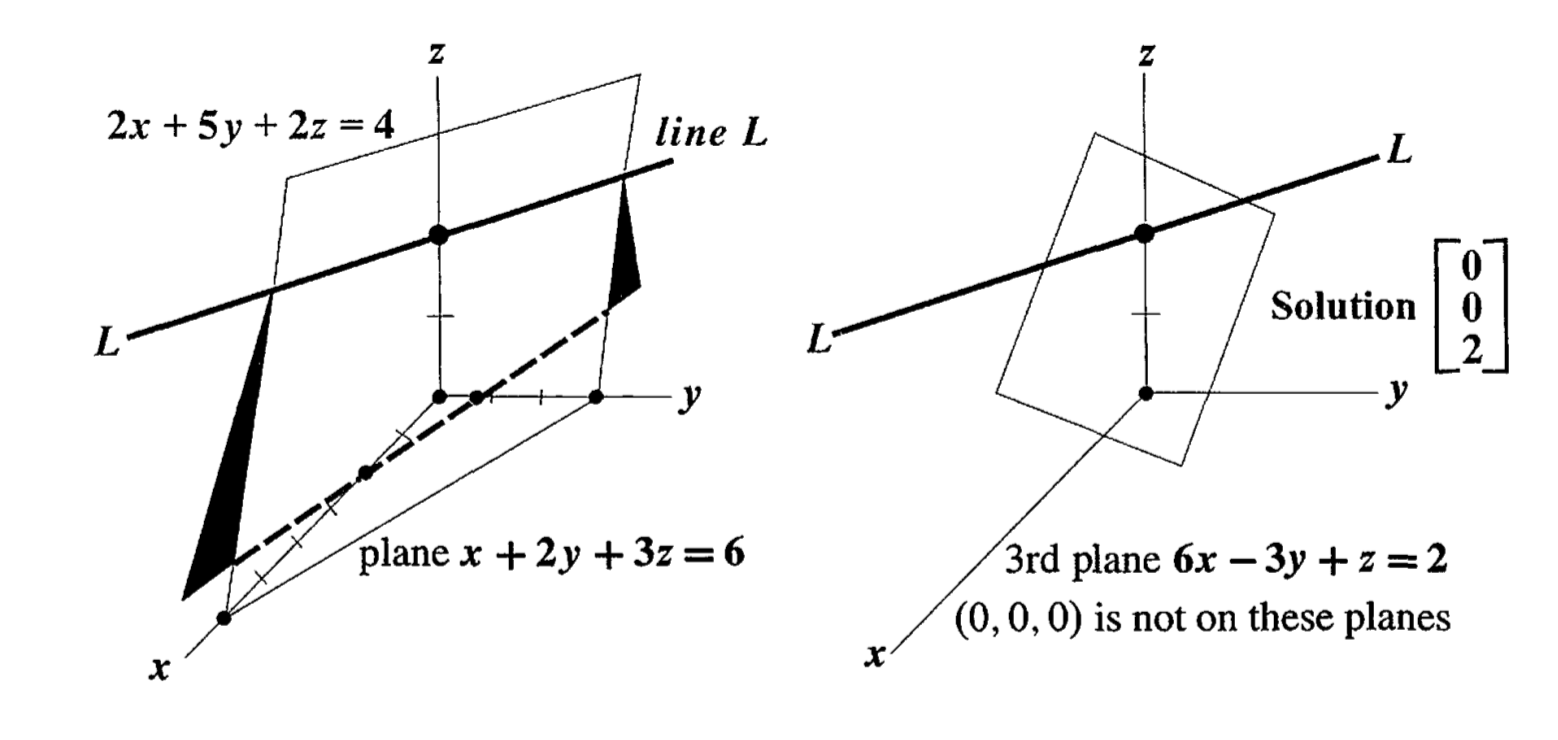 z
2x + 5y + 2z = 4
line L
L
y
plane x + 2y + 3z = 6
x
z
L
L
Solution [0 0 2]
y
3rd plane 6x − 3y + z = 2
(0, 0, 0) is not on these planes
x